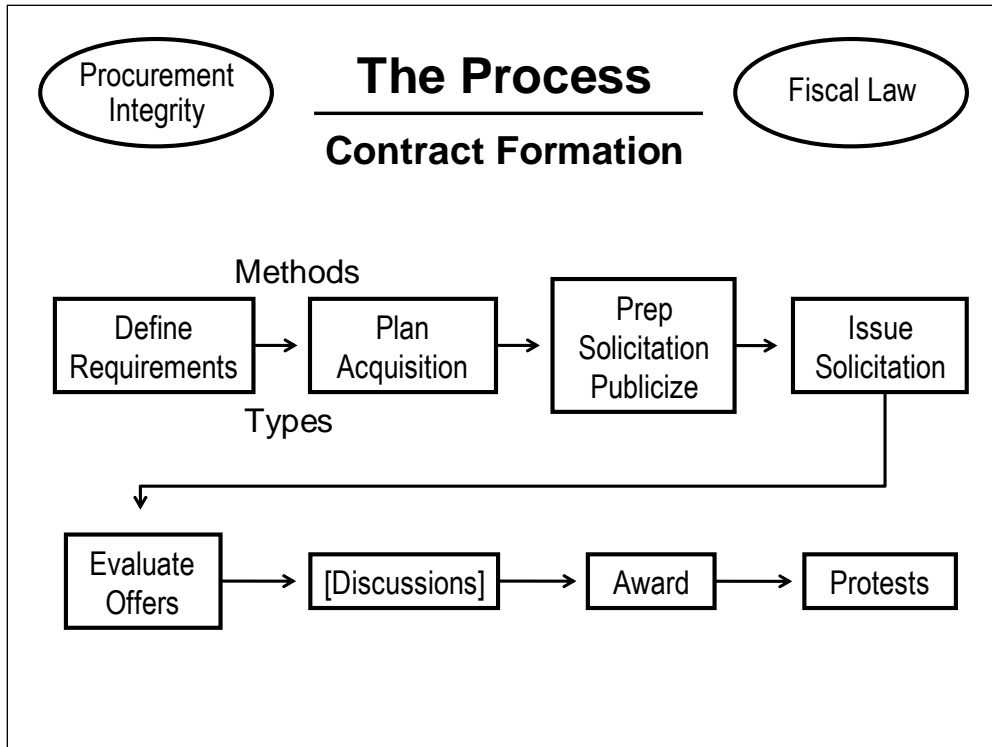 Procurement
Integrity
The Process
Contract Formation
Fiscal Law
Methods
Define
Requirements
Plan
Acquisition
Types
Prep
Solicitation
Publicize
Issue
Solicitation
Evaluate
Offers
[Discussions]
Award
Protests